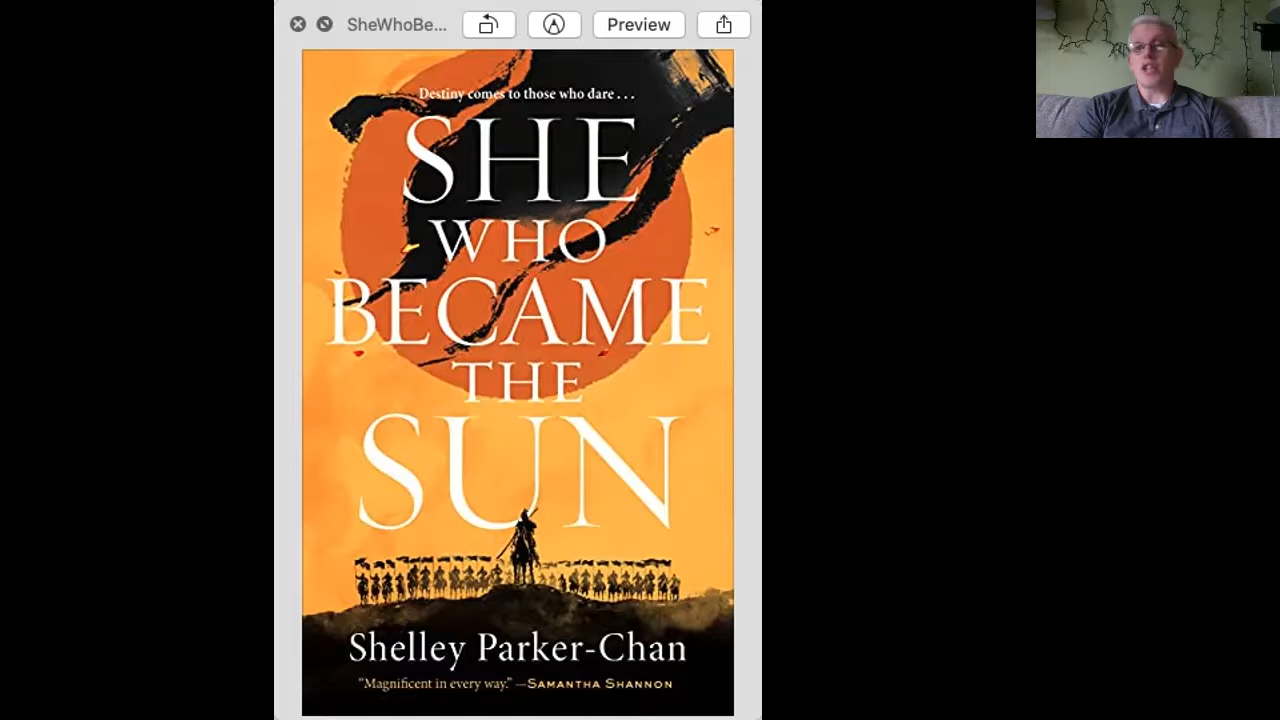 SheWhoBe...
Preview
Destiny comes to those who dare . . .
SHE
WHO
BECAME
THE
SUN
Shelley Parker-Chan
“Magnificent in every way.” —SAMANTHA SHANNON